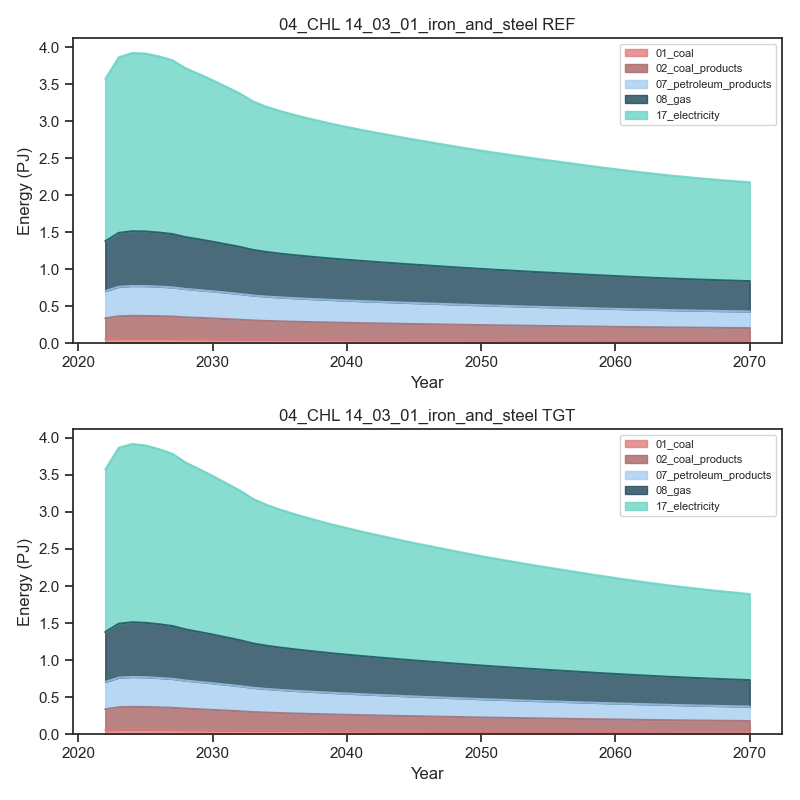 04_CHL 14_03_01_iron_and_steel REF
4.0
3.5
3.0
2.5
2.0
1.5
1.0
0.5
0.0
Energy (PJ)
01_coal
02_coal_products
07_petroleum_products
08_gas
17_electricity
2020 2030 2040 2050 2060 2070
Year
04_CHL 14_03_01_iron_and_steel TGT
4.0
3.5
3.0
2.5
2.0
1.5
1.0
0.5
0.0
Energy (PJ)
01_coal
02_coal_products
07_petroleum_products
08_gas
17_electricity
2020 2030 2040 2050 2060 2070
Year